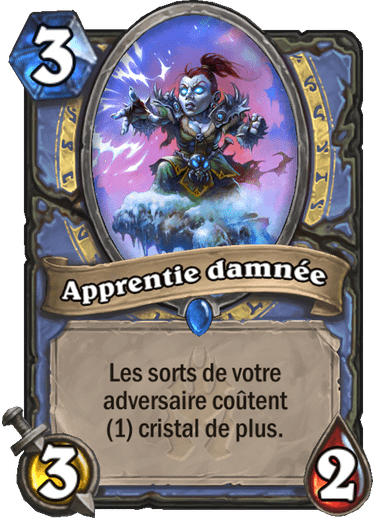 3
Apprentie damnée
Les sorts de votre
adversaire coûtent
(1) cristal de plus.
3
2